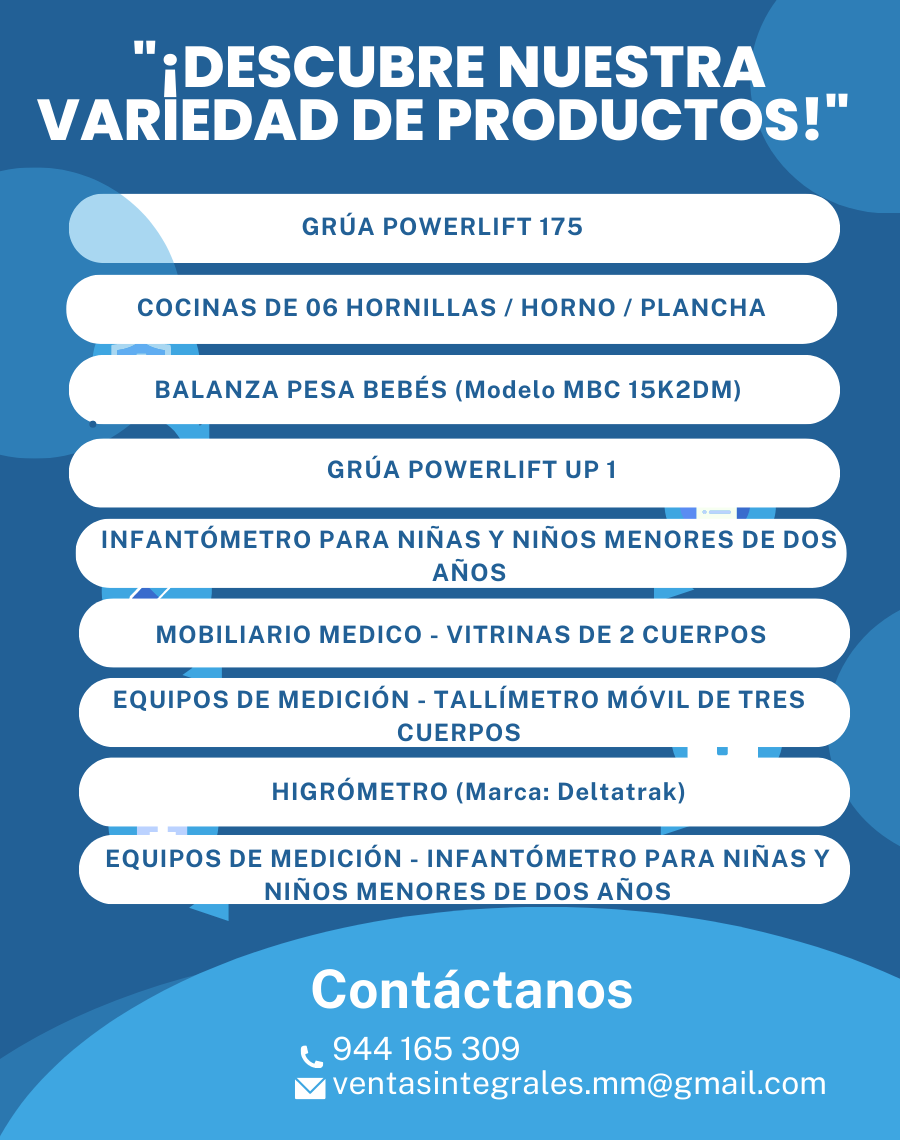 "¡DESCUBRE NUESTRA
VARIEDAD DE PRODUCTOS!"
GRÚA POWERLIFT 175
COCINAS DE 06 HORNILLAS / HORNO / PLANCHA
BALANZA PESA BEBÉS (Modelo MBC 15K2DM)
GRÚA POWERLIFT UP 1
INFANTÓMETRO PARA NIÑAS Y NIÑOS MENORES DE DOS
AÑOS
MOBILIARIO MEDICO - VITRINAS DE 2 CUERPOS
EQUIPOS DE MEDICIÓN - TALLÍMETRO MÓVIL DE TRES
CUERPOS
HIGRÓMETRO (Marca: Deltatrak)
EQUIPOS DE MEDICIÓN - INFANTÓMETRO PARA NIÑAS Y
NIÑOS MENORES DE DOS AÑOS
Contáctanos
944 165 309
ventasintegrales.mm@gmail.com